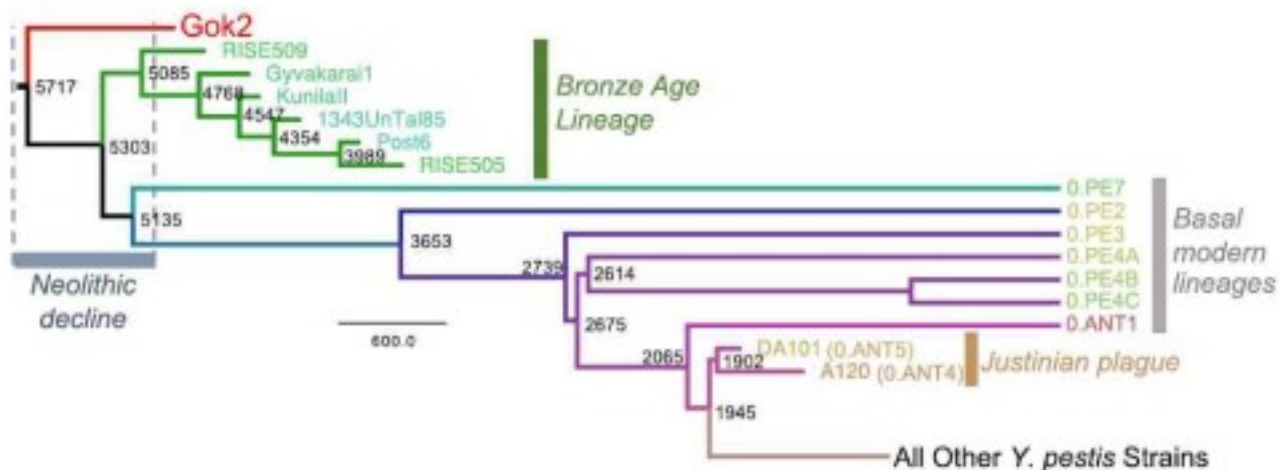 Gok2
RISE509
5717
5085
Gyvakarai1
4768
KunilaII
4547
1343UnTal85
Bronze Age
Lineage
4354
Post6
5303
3989
RISE505
0.PE7
5135
0.PE2
Basal
modern
lineages
3653
0.PE3
2739
0.PE4A
2614
0.PE4B
Neolithic
decline
0.PE4C
2675
0.ANT1
600.0
2065
DA101 (0.ANT5)
1902
A120 (0.ANT4)
Justinian plague
1945
All Other Y. pestis Strains